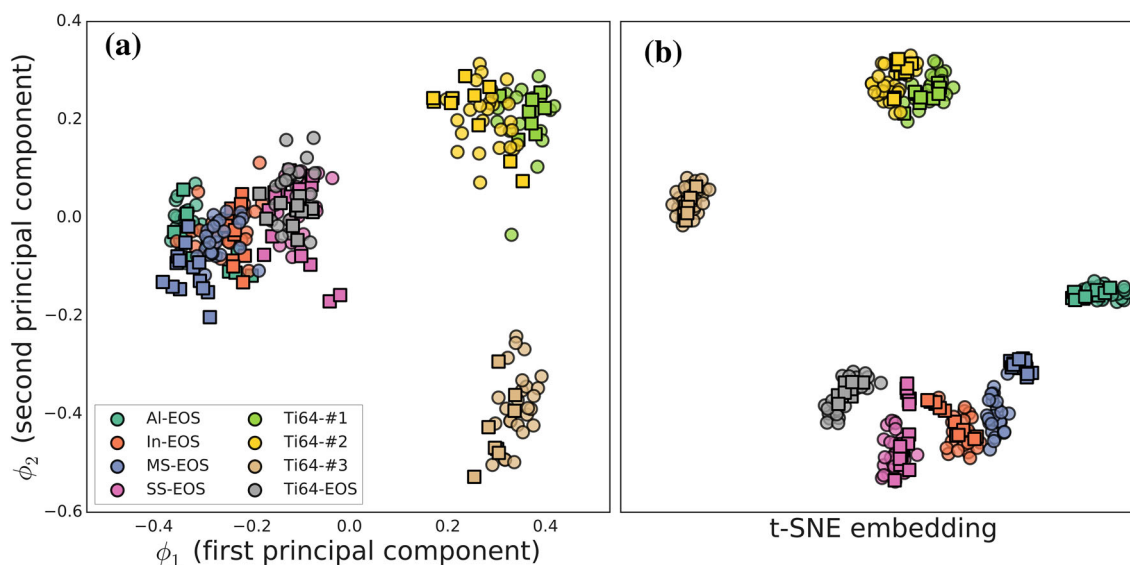 (a)
(b)
0.4
0.2
0.0
−0.2
−0.4
−0.6
ϕ2 (second principal component)
Al-EOS
In-EOS
MS-EOS
SS-EOS
Ti64-#1
Ti64-#2
Ti64-#3
Ti64-EOS
−0.4
−0.2
0.0
0.2
0.4
ϕ1 (first principal component)
t-SNE embedding